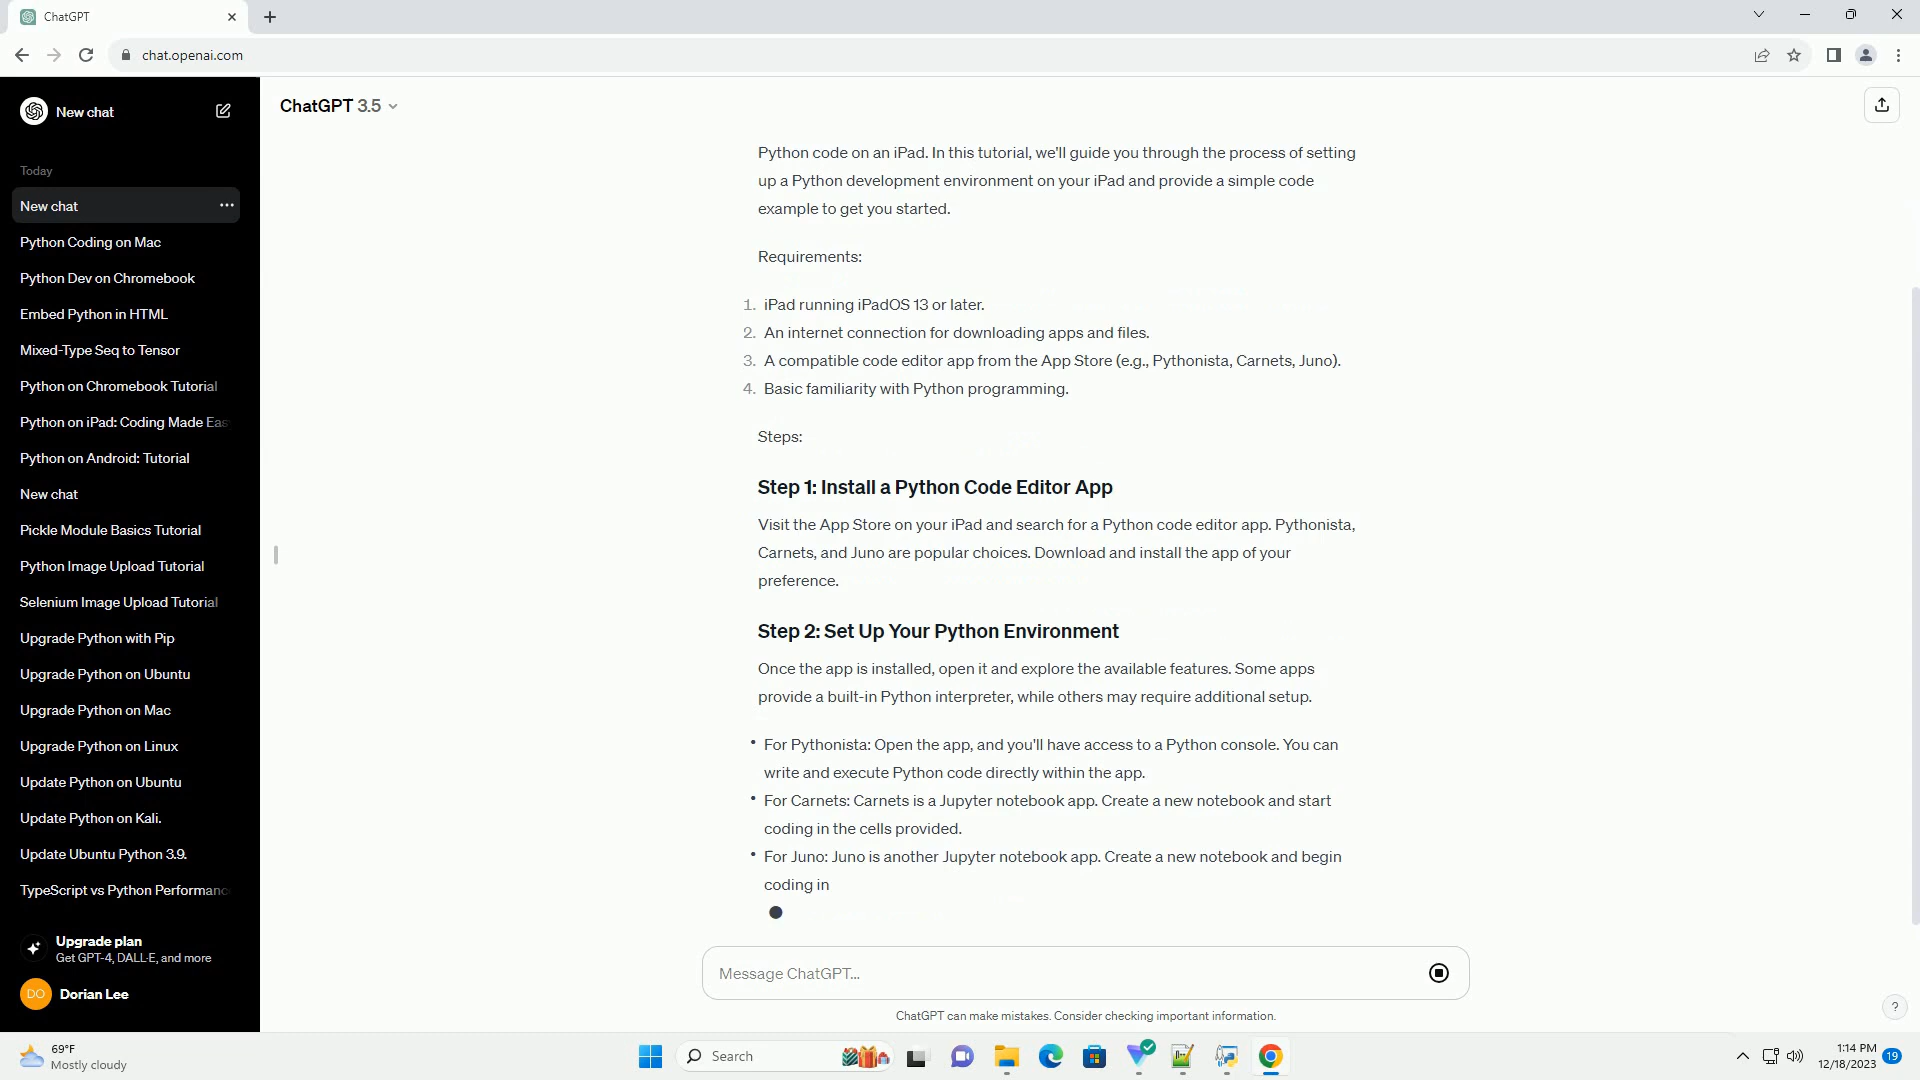 ChatGPT
chat.openai.com
New chat
Today
New chat
Python Coding on Mac
Python Dev on Chromebook
Embed Python in HTML
Mixed-Type Seq to Tensor
Python on Chromebook Tutorial
Python on iPad: Coding Made Eas
Python on Android: Tutorial
New chat
Pickle Module Basics Tutorial
Python Image Upload Tutorial
Selenium Image Upload Tutorial
Upgrade Python with Pip
Upgrade Python on Ubuntu
Upgrade Python on Mac
Upgrade Python on Linux
Update Python on Ubuntu
Update Python on Kali.
Update Ubuntu Python 3.9.
TypeScript vs Python Performanc
Upgrade plan
Get GPT-4, DALL·E, and more
DO
Dorian Lee
ChatGPT 3.5
Python code on an iPad. In this tutorial, we'll guide you through the process of setting
up a Python development environment on your iPad and provide a simple code
example to get you started.
Requirements:
1. iPad running iPadOS 13 or later.
2. An internet connection for downloading apps and files.
3. A compatible code editor app from the App Store (e.g., Pythonista, Carnets, Juno).
4. Basic familiarity with Python programming.
Steps:
Step 1: Install a Python Code Editor App
Visit the App Store on your iPad and search for a Python code editor app. Pythonista,
Carnets, and Juno are popular choices. Download and install the app of your
preference.
Step 2: Set Up Your Python Environment
Once the app is installed, open it and explore the available features. Some apps
provide a built-in Python interpreter, while others may require additional setup.
• For Pythonista: Open the app, and you'll have access to a Python console. You can
write and execute Python code directly within the app.
• For Carnets: Carnets is a Jupyter notebook app. Create a new notebook and start
coding in the cells provided.
• For Juno: Juno is another Jupyter notebook app. Create a new notebook and begin
coding in
Message ChatGPT...
ChatGPT can make mistakes. Consider checking important information.
?
69°F
Mostly cloudy
Search
1:14 PM
12/18/2023
19